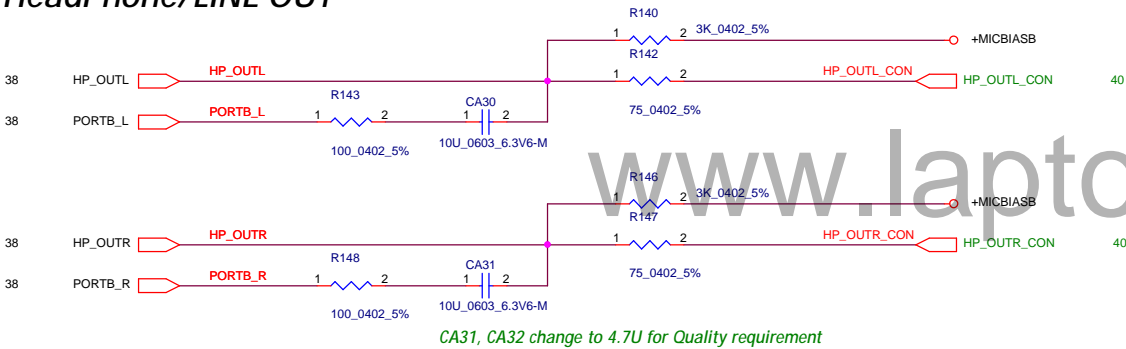 HeadPhone/LINE OUT
R140
1 2 3K_0402_5%
+MICBIASB
R142
38 HP_OUTL HP_OUTL 1 2 HP_OUTL_CON HP_OUTL_CON 40
75_0402_5%
R143 CA30
38 PORTB_L PORTB_L 1 2 1 2
100_0402_5% 10U_0603_6.3V6-M
www.lapto
R146
1 2 3K_0402_5%
+MICBIASB
R147
38 HP_OUTR HP_OUTR 1 2 HP_OUTR_CON HP_OUTR_CON 40
75_0402_5%
R148 CA31
38 PORTB_R PORTB_R 1 2 1 2
100_0402_5% 10U_0603_6.3V6-M
CA31, CA32 change to 4.7U for Quality requirement